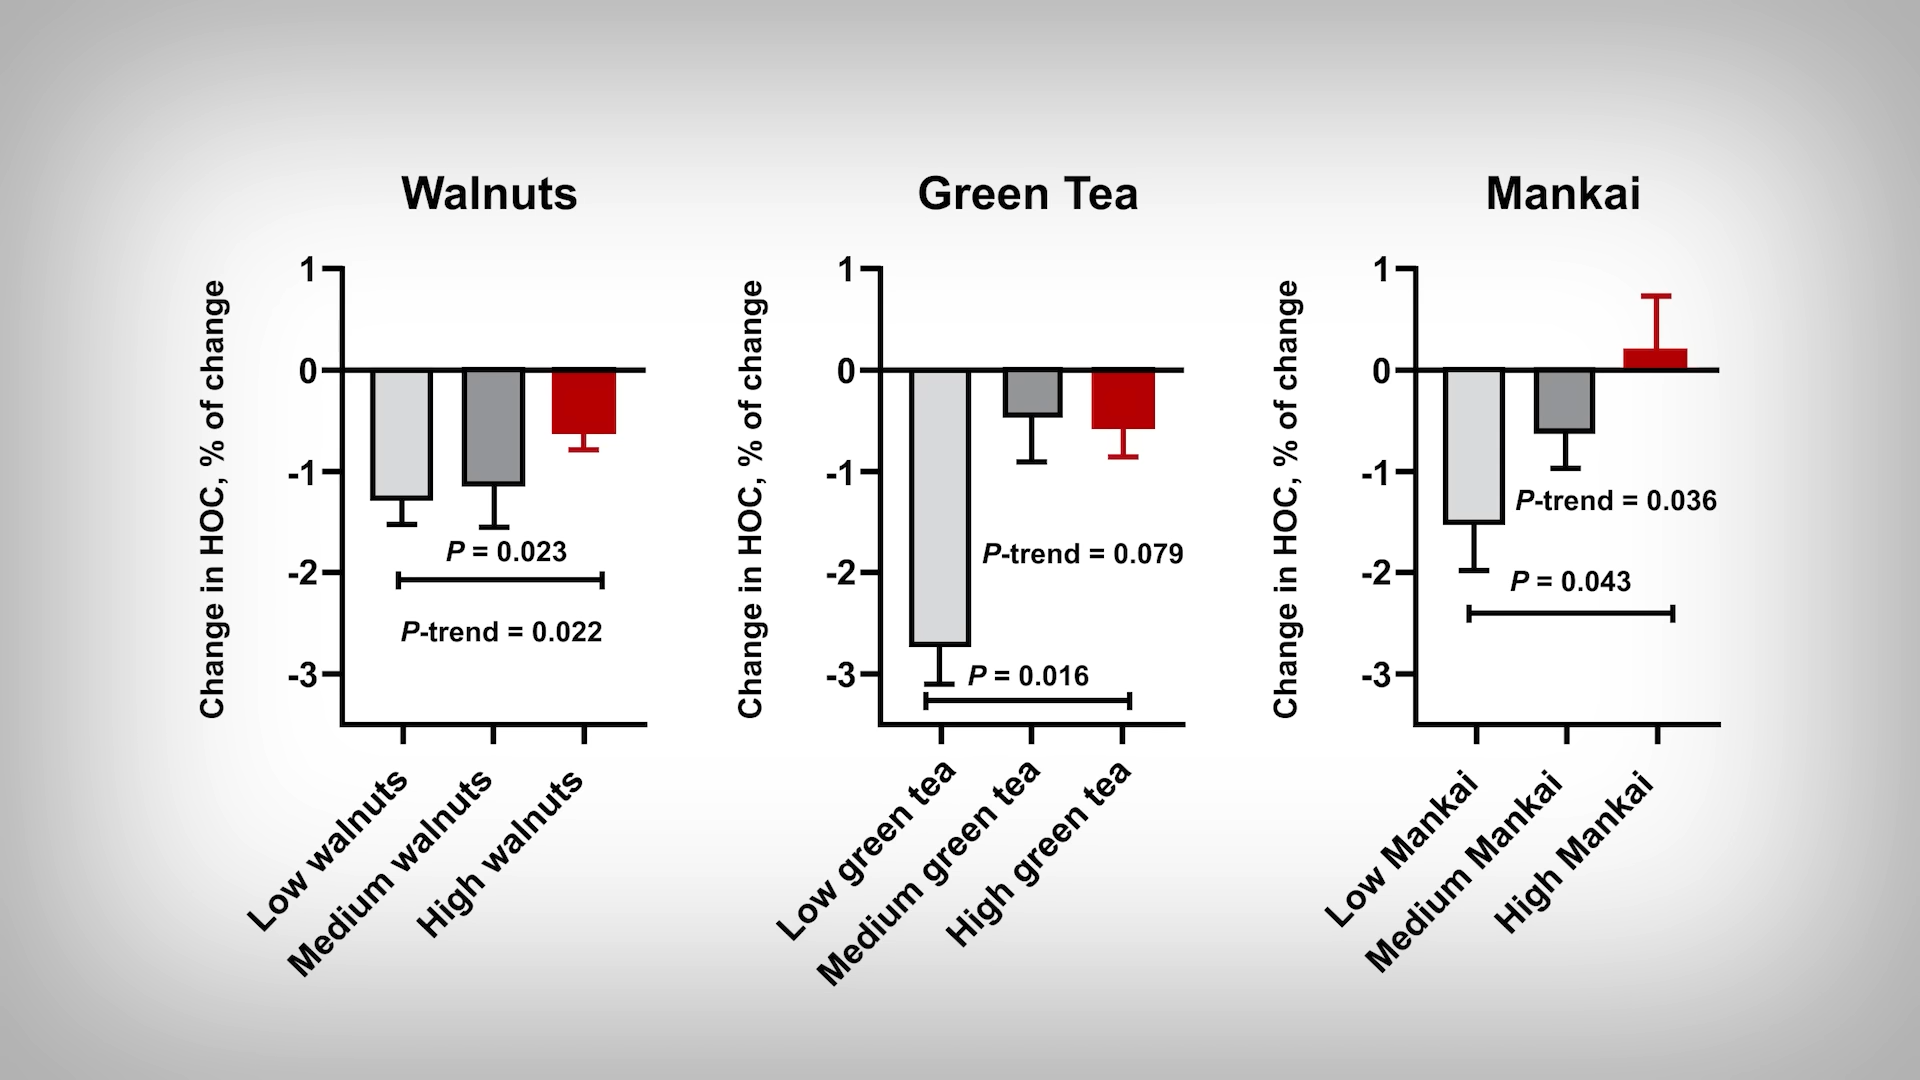 Walnuts
Change in HOC, % of change
1
0
-1
-2
-3
P = 0.023
P-trend = 0.022
Low walnuts
Medium walnuts
High walnuts
Green Tea
Change in HOC, % of change
1
0
-1
-2
-3
P-trend = 0.079
P = 0.016
Low green tea
Medium green tea
High green tea
Mankai
Change in HOC, % of change
1
0
-1
-2
-3
P-trend = 0.036
P = 0.043
Low Mankai
Medium Mankai
High Mankai